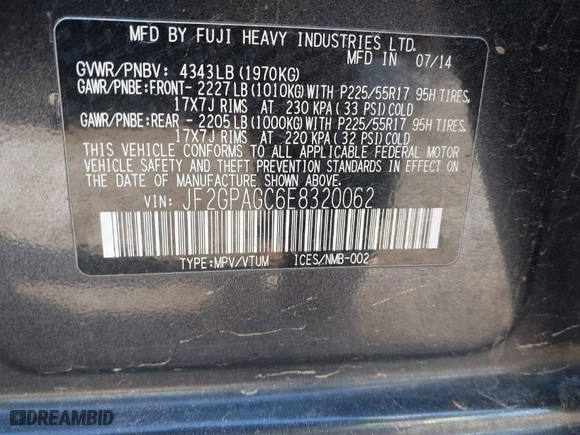 MFD BY FUJI HEAVY INDUSTRIES LTD.
MFD IN 07/14
GVWR/PNBV: 4343LB(1970KG)
GAWR/PNBE:FRONT- 2227LB(1010KG)WITH P225/55R17 95H TIRES,
17X7J RIMS AT 230 KPA(33 PSI)COLD
GAWR/PNBE:REAR - 2205LB(1000KG)WITH P225/55R17 95H TIRES,
17X7J RIMS AT 220 KPA(32 PSI)COLD
THIS VEHICLE CONFORMS TO ALL APPLICABLE FEDERAL MOTOR
VEHICLE SAFETY AND THEFT PREVENTION STANDARDS IN EFFECT ON
THE DATE OF MANUFACTURE SHOWN ABOVE.
VIN: JF2GPAGC6E8320062
TYPE:MPV/VTUM ICES/NMB-002
DREAMBID